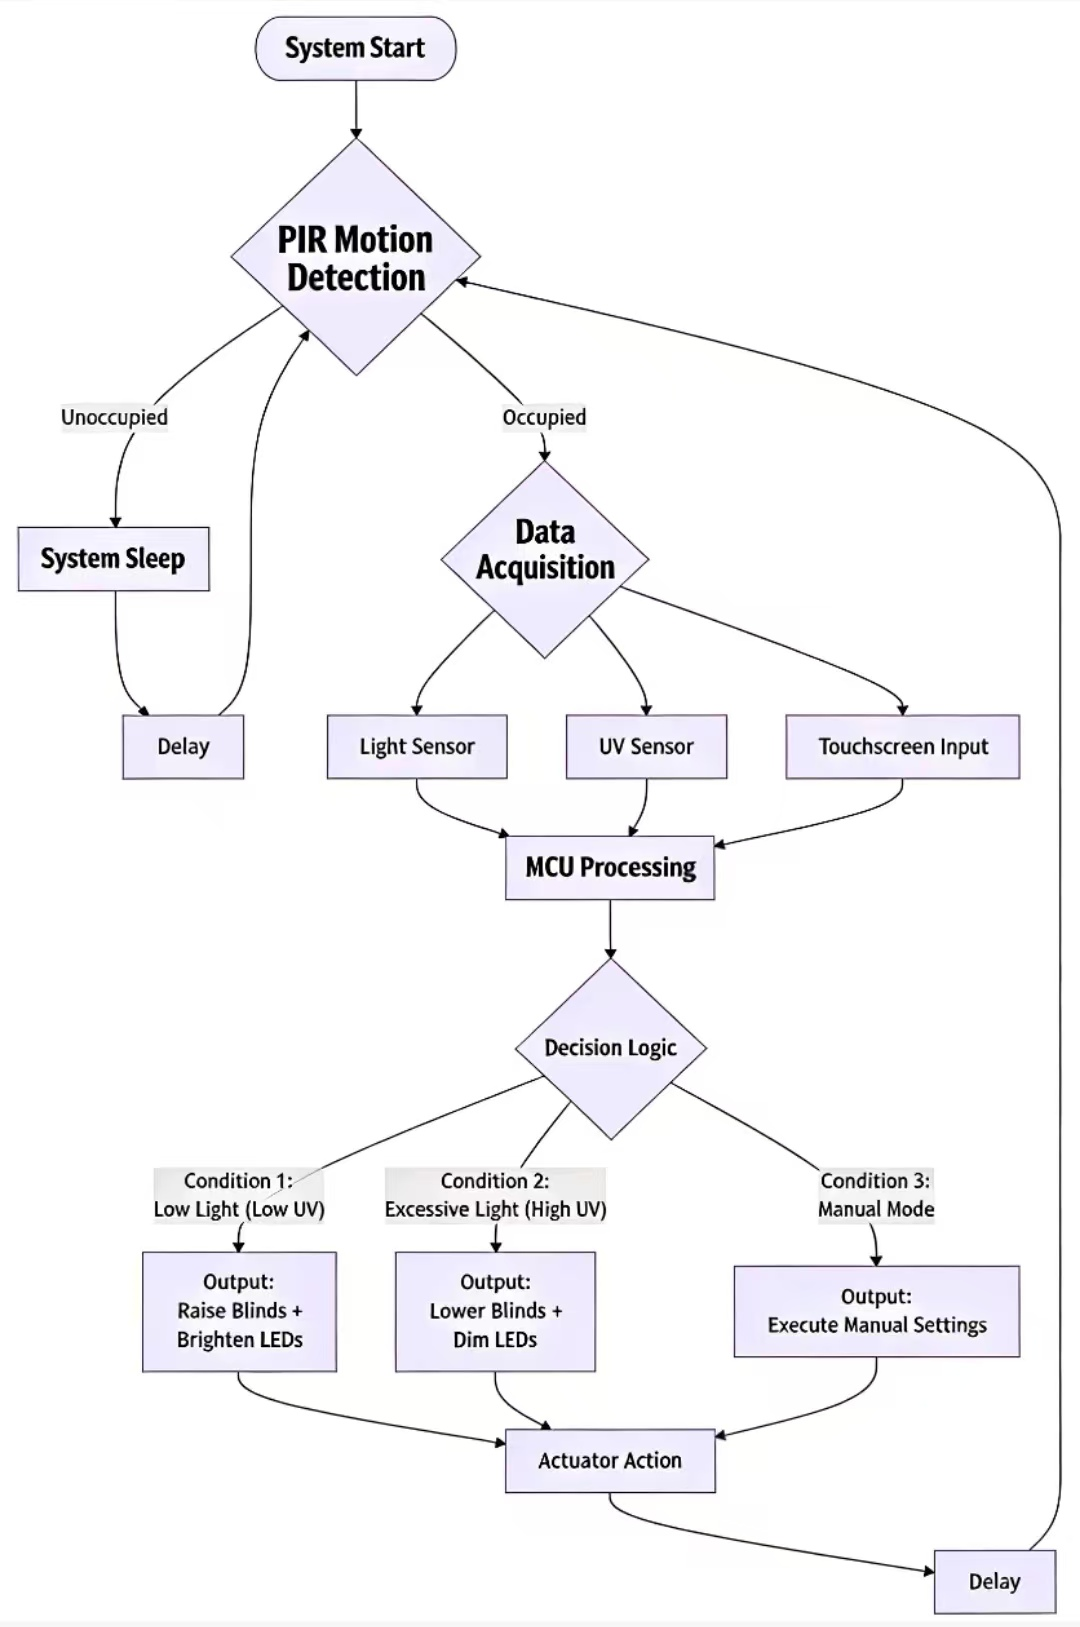 System Start
PIR Motion
Detection
Unoccupied
Occupied
System Sleep
Data
Acquisition
Delay
Light Sensor
UV Sensor
Touchscreen Input
MCU Processing
Decision Logic
Condition 1:
Low Light (Low UV)
Condition 2:
Excessive Light (High UV)
Condition 3:
Manual Mode
Output:
Raise Blinds +
Brighten LEDs
Output:
Lower Blinds +
Dim LEDs
Output:
Execute Manual Settings
Actuator Action
Delay